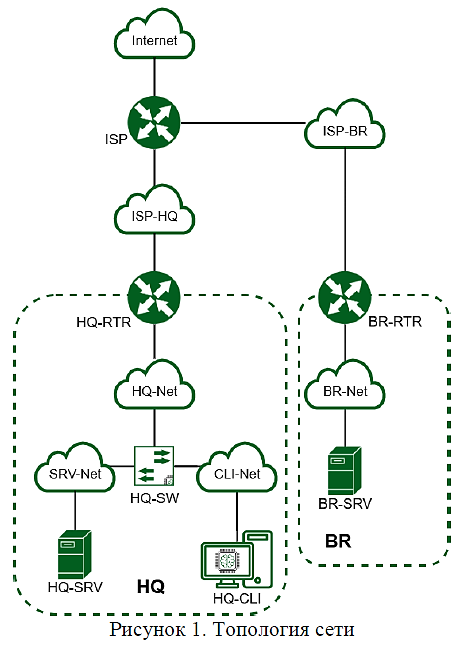 Internet
ISP
ISP-BR
ISP-HQ
HQ-RTR
BR-RTR
HQ-Net
BR-Net
SRV-Net
CLI-Net
HQ-SW
BR-SRV
BR
HQ-SRV
HQ
HQ-CLI
Рисунок 1. Топология сети